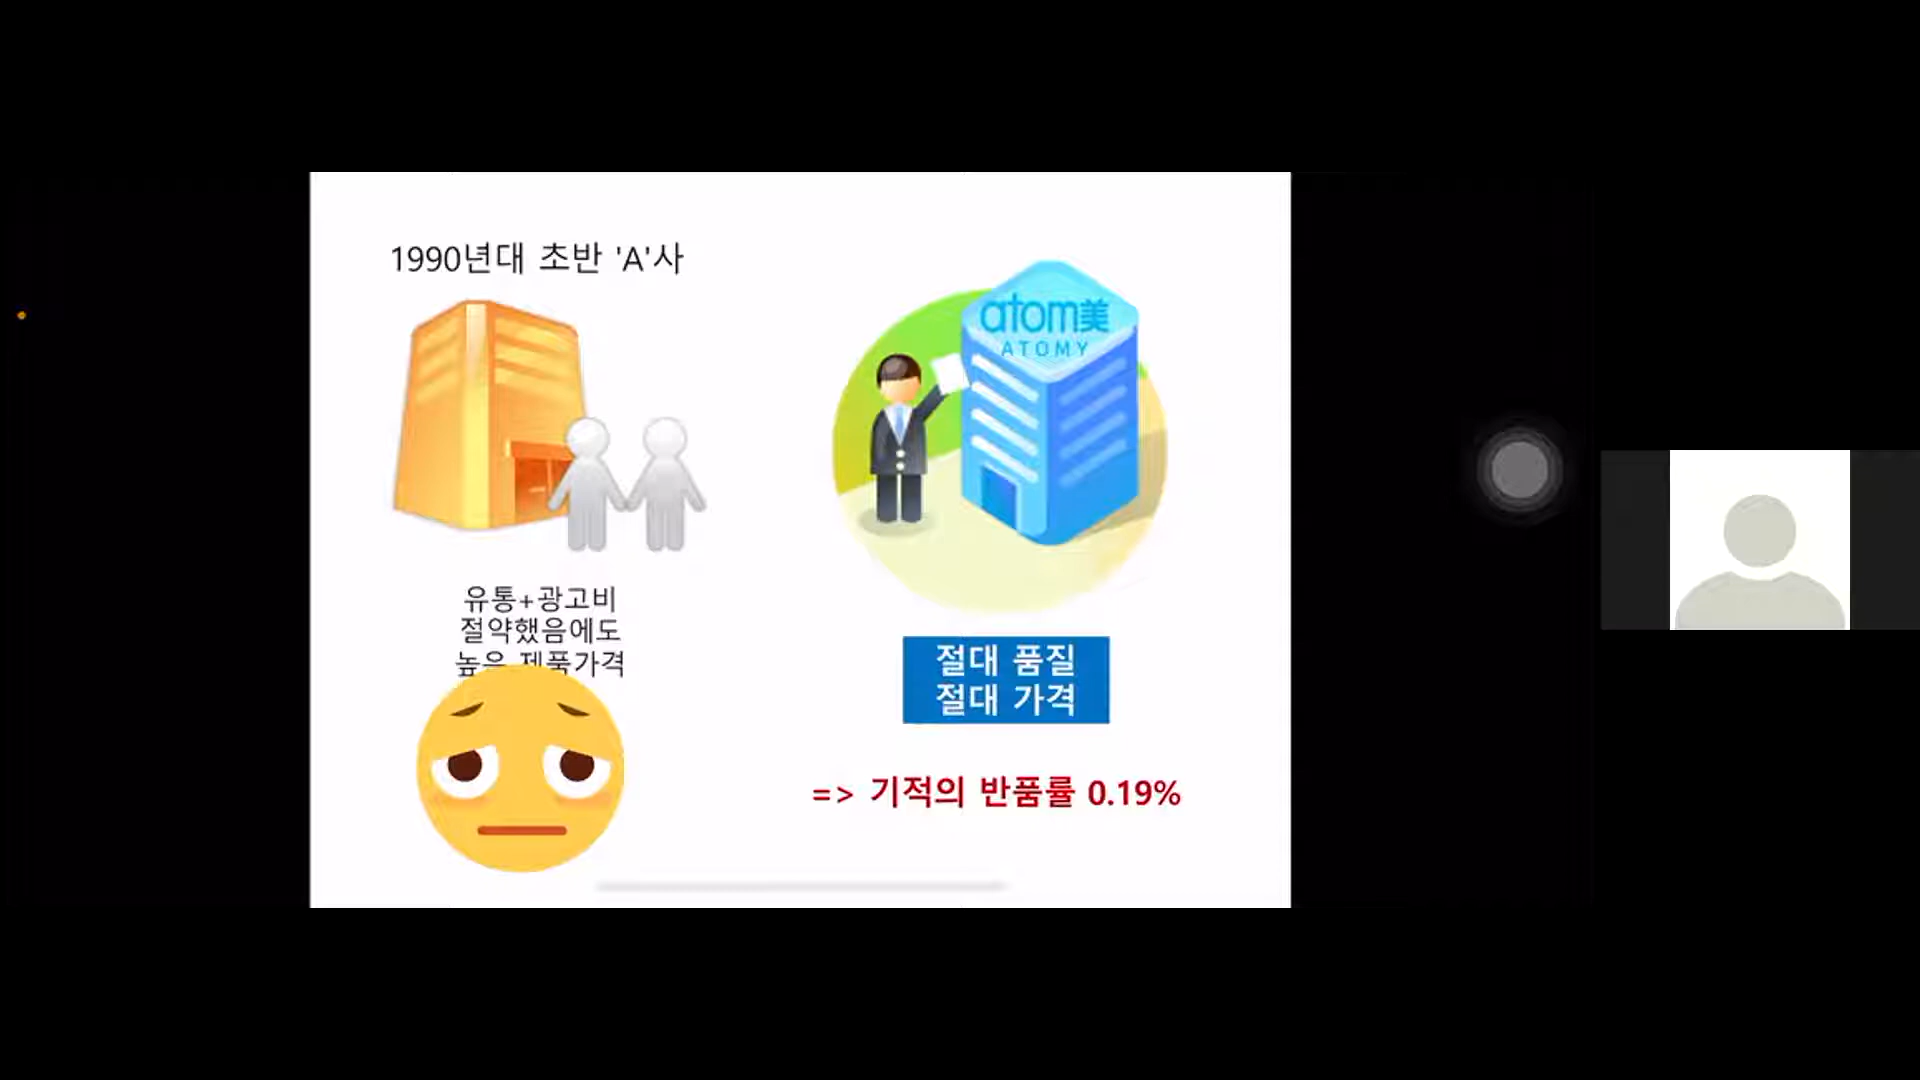 1990년대 초반 'A'사
유통+광고비
절약했음에도
높은 제품가격
atom美
ATOMY
절대 품질
절대 가격
=> 기적의 반품률 0.19%